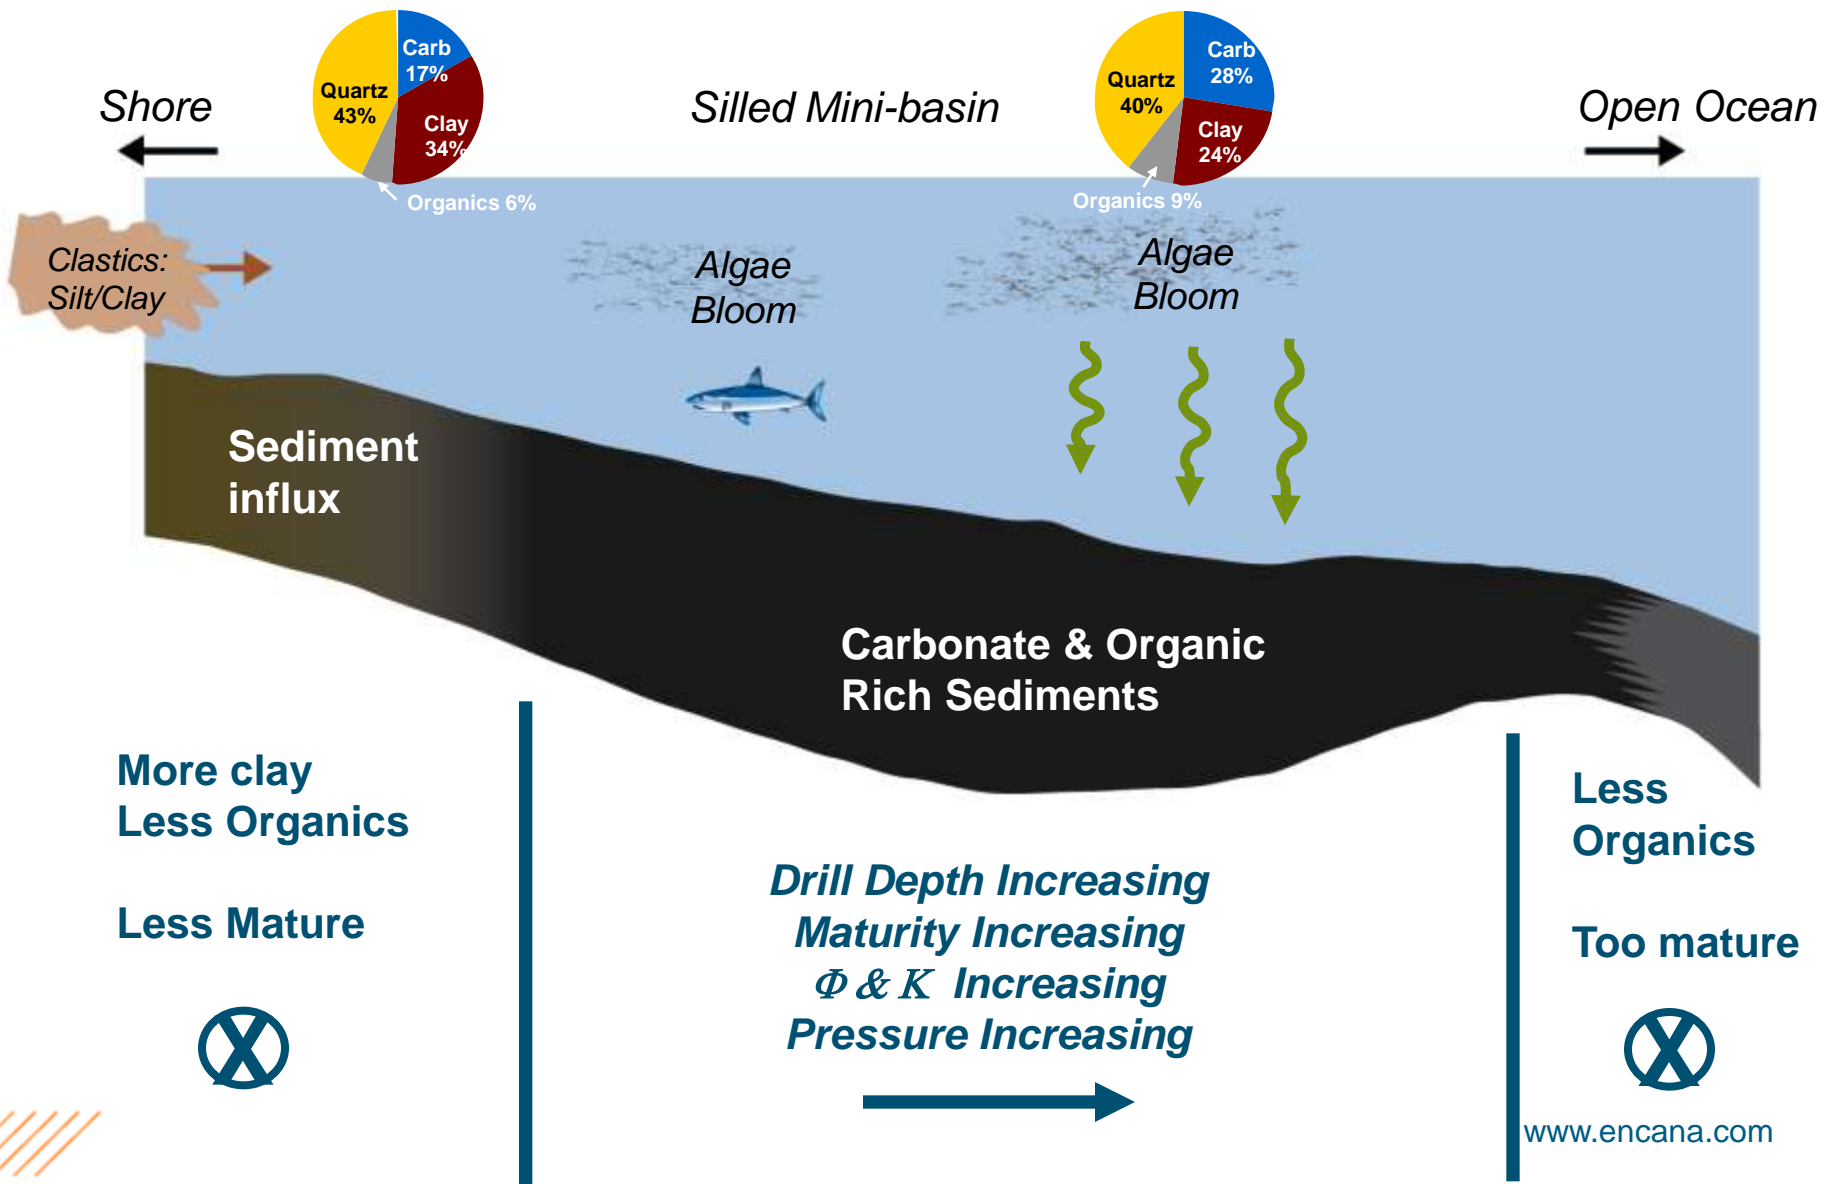 Carb
17%
Quartz
43%
Clay
34%
Organics 6%
Carb
28%
Quartz
40%
Clay
24%
Organics 9%
Shore
Silled Mini-basin
Open Ocean
Clastics:
Silt/Clay
Algae
Bloom
Algae
Bloom
Sediment
influx
Carbonate & Organic
Rich Sediments
More clay
Less Organics
Less Mature
X
Drill Depth Increasing
Maturity Increasing
Φ & K Increasing
Pressure Increasing
Less
Organics
Too mature
X
www.encana.com